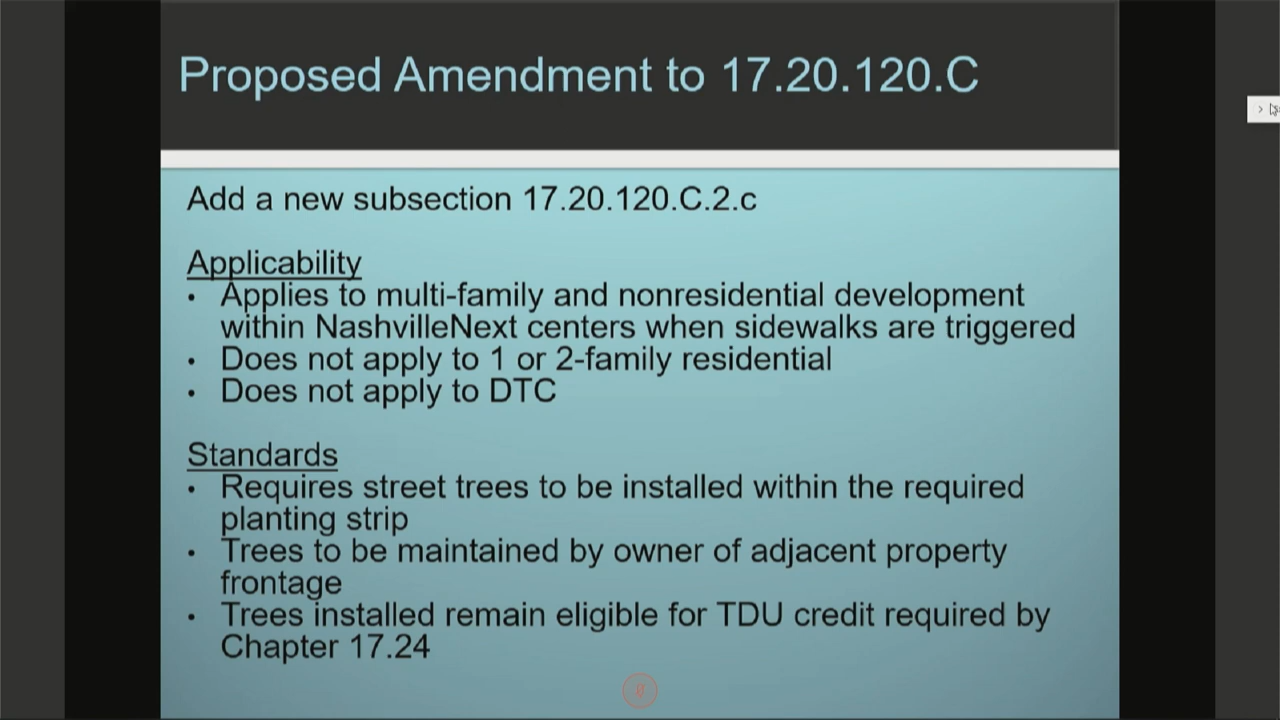 Proposed Amendment to 17.20.120.C
Add a new subsection 17.20.120.C.2.c
Applicability
• Applies to multi-family and nonresidential development
within NashvilleNext centers when sidewalks are triggered
• Does not apply to 1 or 2-family residential
• Does not apply to DTC
Standards
• Requires street trees to be installed within the required
planting strip
• Trees to be maintained by owner of adjacent property
frontage
• Trees installed remain eligible for TDU credit required by
Chapter 17.24